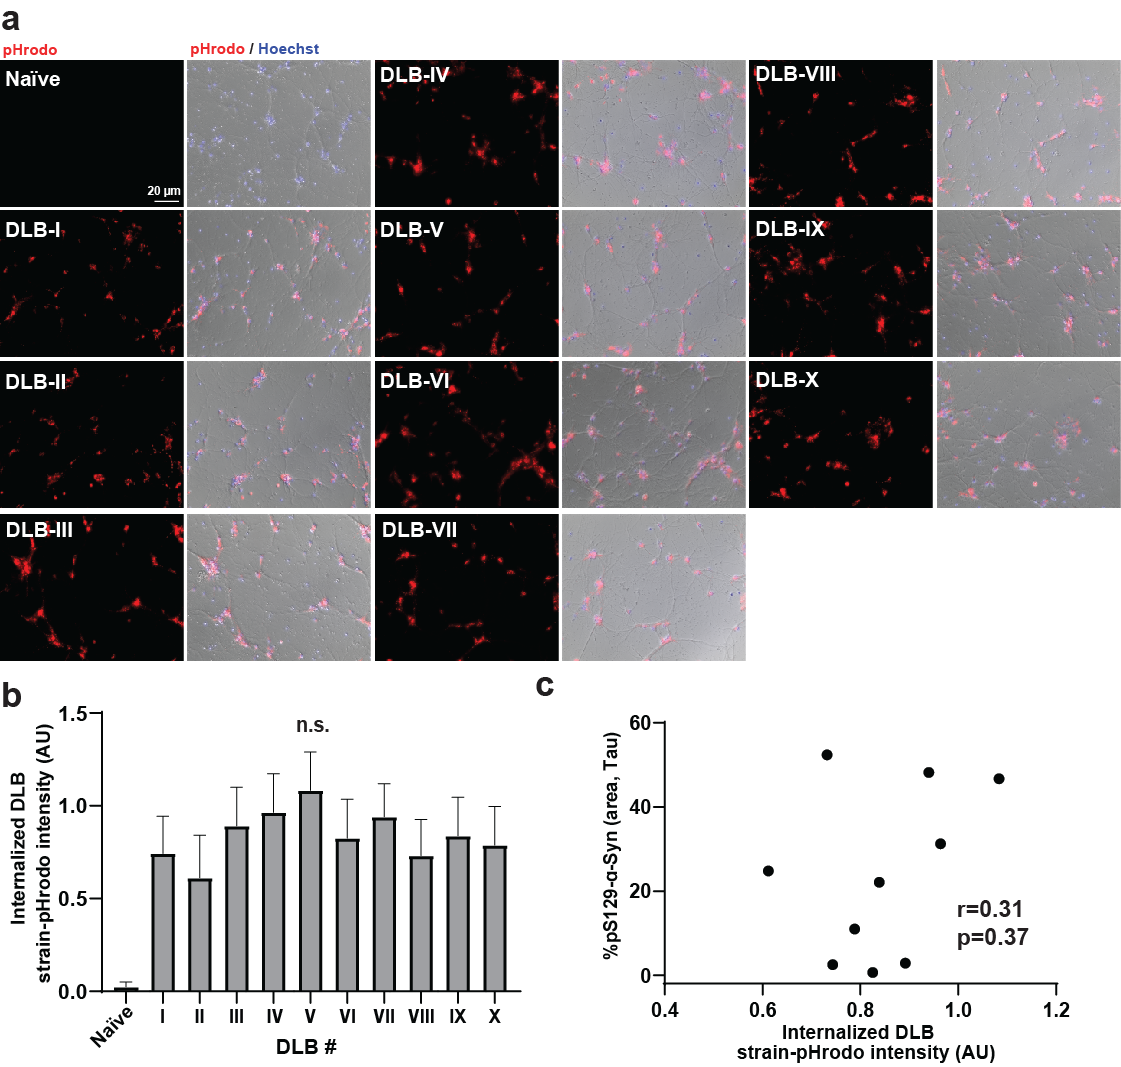 a
pHrodo
pHrodo / Hoechst
Naïve
20 µm
DLB-IV
DLB-VIII
DLB-I
DLB-V
DLB-IX
DLB-II
DLB-VI
DLB-X
DLB-III
DLB-VII
b
Internalized DLB
strain-pHrodo intensity (AU)
1.5
1.0
0.5
0.0
n.s.
Naïve
I
II
III
IV
V
VI
VII
VIII
IX
X
DLB #
c
%pS129-α-Syn (area, Tau)
60
40
20
0
r=0.31
p=0.37
0.4
0.6
0.8
1.0
1.2
Internalized DLB
strain-pHrodo intensity (AU)